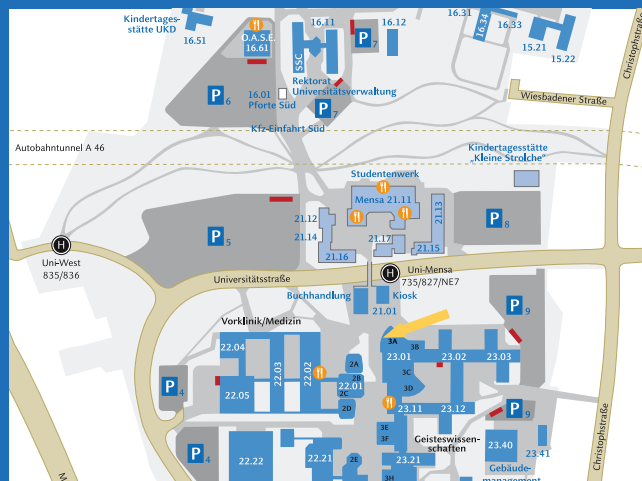 Kindertages-
stätte UKD
16.51
O.A.S.E.
16.61
SSC
16.11
16.12
16.31
16.34
16.33
15.21
15.22
Christophstraße
P 7
P 6
16.01
Pforte Süd
Rektorat
Universitätsverwaltung
P 7
Kfz-Einfahrt Süd
Wiesbadener Straße
Autobahntunnel A 46
Kindertagesstätte
„Kleine Strolche“
Studentenwerk
Mensa 21.11
21.12
21.13
21.14
21.17
21.15
21.16
P 5
P 8
H
Uni-West
835/836
Universitätsstraße
H
Uni-Mensa
735/827/NE7
Buchhandlung
Kiosk
21.01
P 9
Vorklinik/Medizin
22.04
22.03
22.02
22.05
2A
2B
22.01
2C
2D
3A
3B
23.01
23.02
23.03
3C
3D
P 4
23.11
23.12
P 9
3E
3F
Geisteswissen-
schaften
Christophstraße
P 4
22.22
22.21
2E
23.21
3H
23.40
23.41
Gebäude-
management